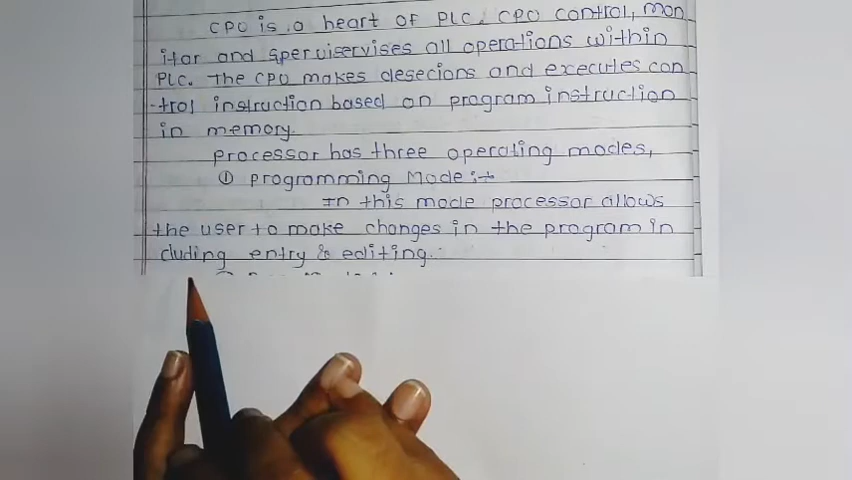 CPU is a heart of PLC. CPU control, mon
itor and sperviservises all operations within
PLC. The CPU makes desecions and executes con
-trol instruction based on program instruction
in memory.
processor has three operating modes,
① programming Mode :-
In this mode processor allows
the user to make changes in the program in
cluding entry & editing.